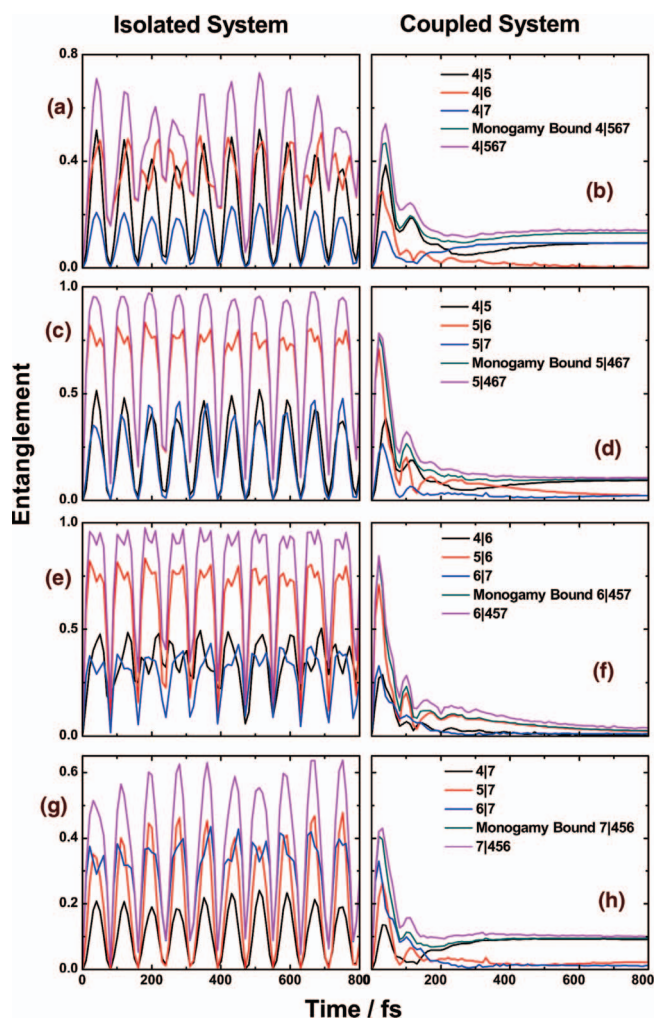 Isolated System
Coupled System
Entanglement
0.8
0.4
0.0
(a)
4|5
4|6
4|7
Monogamy Bound 4|567
4|567
(b)
1.0
0.5
0.0
(c)
4|5
5|6
5|7
Monogamy Bound 5|467
5|467
(d)
1.0
0.5
0.0
(e)
4|6
5|6
6|7
Monogamy Bound 6|457
6|457
(f)
0.6
0.4
0.2
0.0
(g)
4|7
5|7
6|7
Monogamy Bound 7|456
7|456
(h)
0 200 400 600 800
200 400 600 800
Time / fs